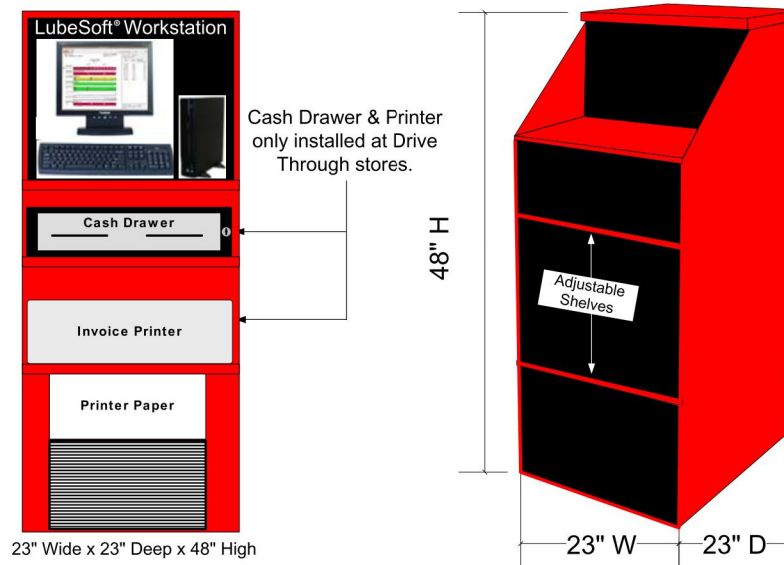 LubeSoft® Workstation
Cash Drawer & Printer
only installed at Drive
Through stores.
Cash Drawer
Invoice Printer
Printer Paper
23" Wide x 23" Deep x 48" High
48" H
Adjustable
Shelves
23" W
23" D